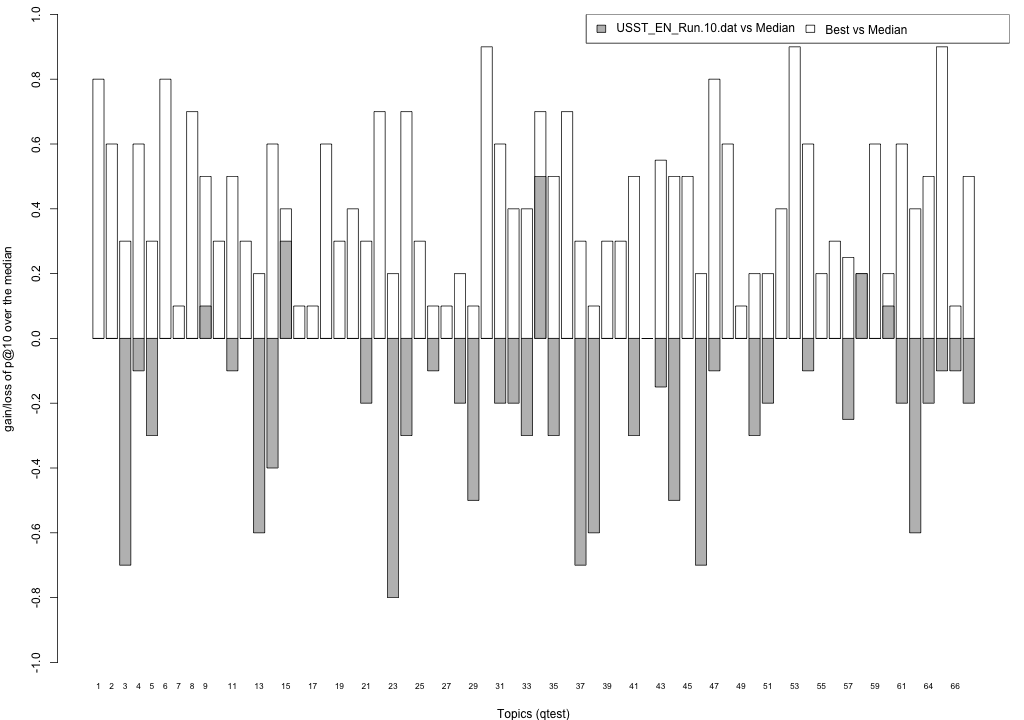 USST_EN_Run.10.dat vs Median Best vs Median
gain/loss of p@10 over the median
1.0
0.8
0.6
0.4
0.2
0.0
-0.2
-0.4
-0.6
-0.8
-1.0
1 2 3 4 5 6 7 8 9 11 13 15 17 19 21 23 25 27 29 31 33 35 37 39 41 43 45 47 49 51 53 55 57 59 61 64 66
Topics (qtest)